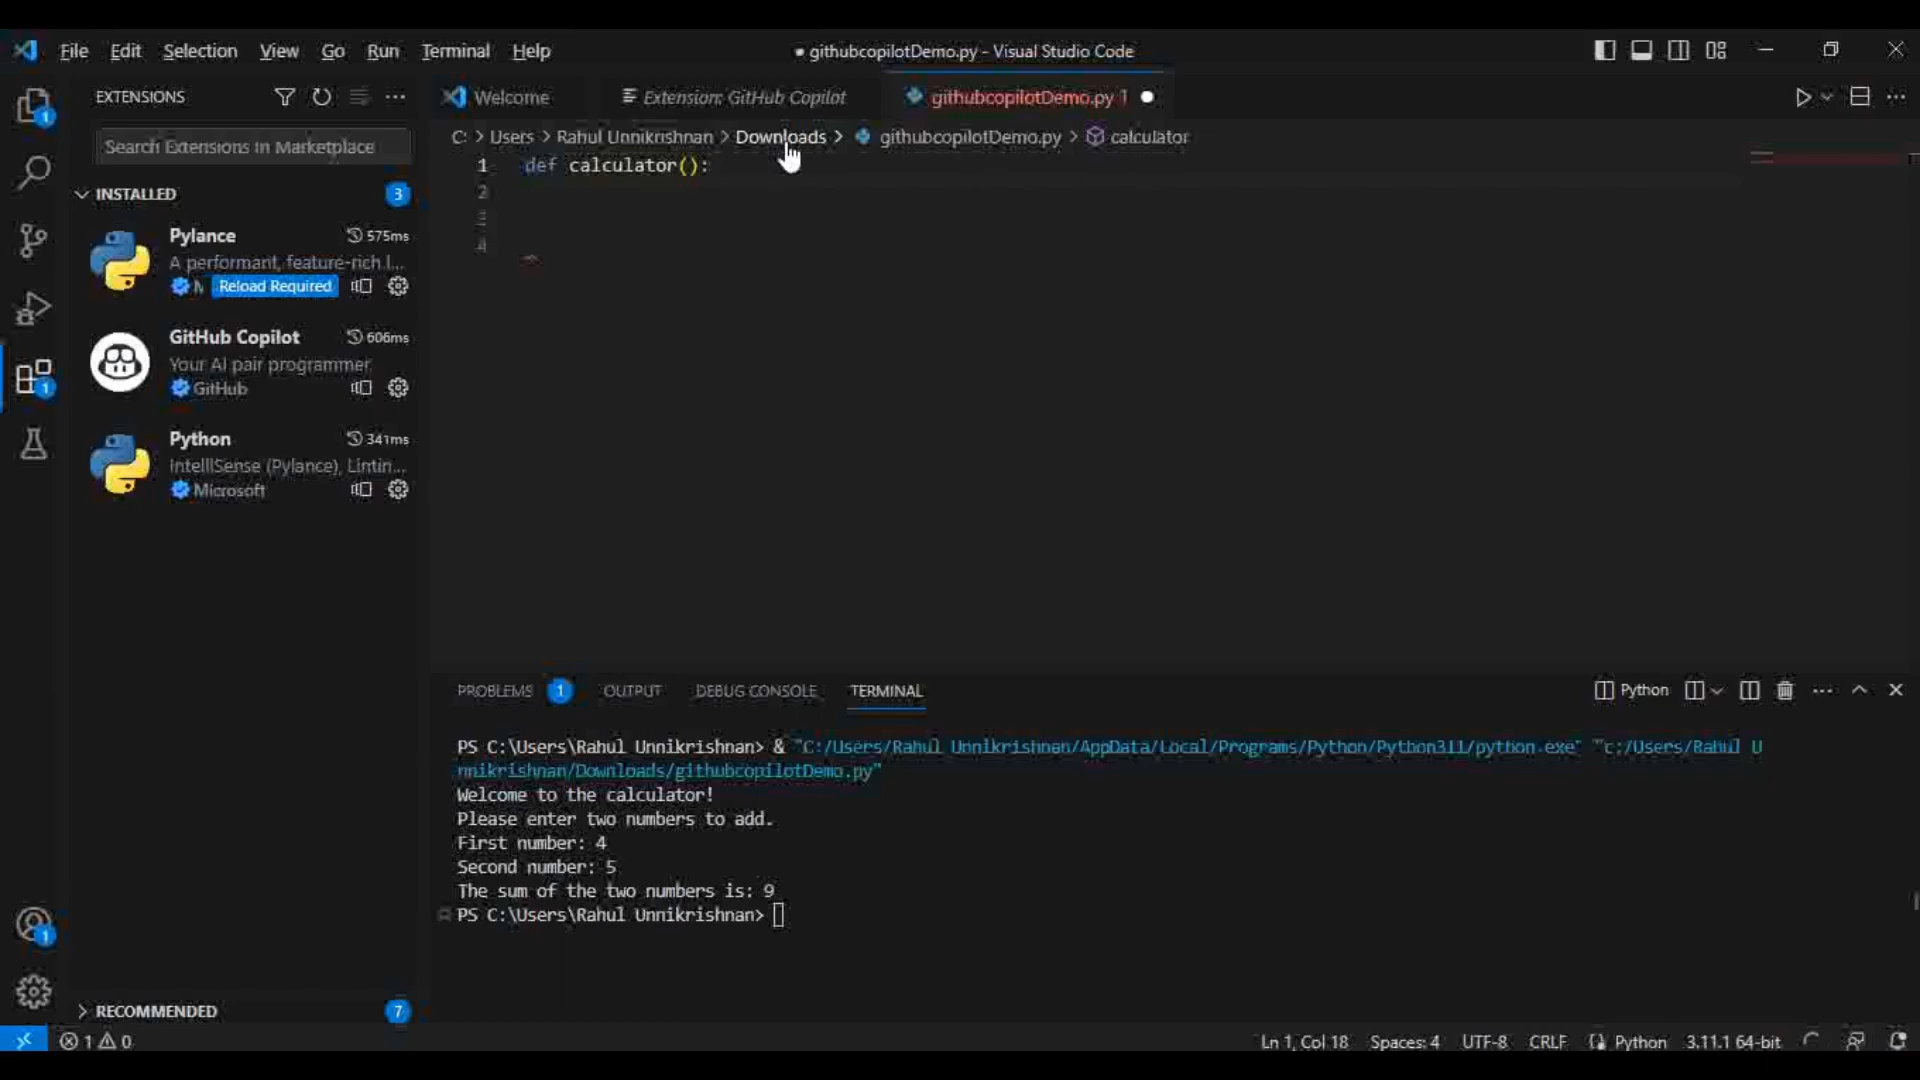 File Edit Selection View Go Run Terminal Help
● githubcopilotDemo.py - Visual Studio Code
EXTENSIONS
Welcome
Extension: GitHub Copilot
githubcopilotDemo.py 1
Search Extensions in Marketplace
C: > Users > Rahul Unnikrishnan > Downloads > githubcopilotDemo.py > calculator
1 def calculator():
2
3
4
INSTALLED 3
Pylance 575ms
A performant, feature-rich l...
M Reload Required
GitHub Copilot 606ms
Your AI pair programmer
GitHub
Python 341ms
IntelliSense (Pylance), Lintin...
Microsoft
1
1
1
RECOMMENDED 7
PROBLEMS 1 OUTPUT DEBUG CONSOLE TERMINAL
Python
PS C:\Users\Rahul Unnikrishnan> & "C:/Users/Rahul Unnikrishnan/AppData/Local/Programs/Python/Python311/python.exe" "c:/Users/Rahul U
nnikrishnan/Downloads/githubcopilotDemo.py"
Welcome to the calculator!
Please enter two numbers to add.
First number: 4
Second number: 5
The sum of the two numbers is: 9
PS C:\Users\Rahul Unnikrishnan>
1 0
Ln 1, Col 18 Spaces: 4 UTF-8 CRLF Python 3.11.1 64-bit